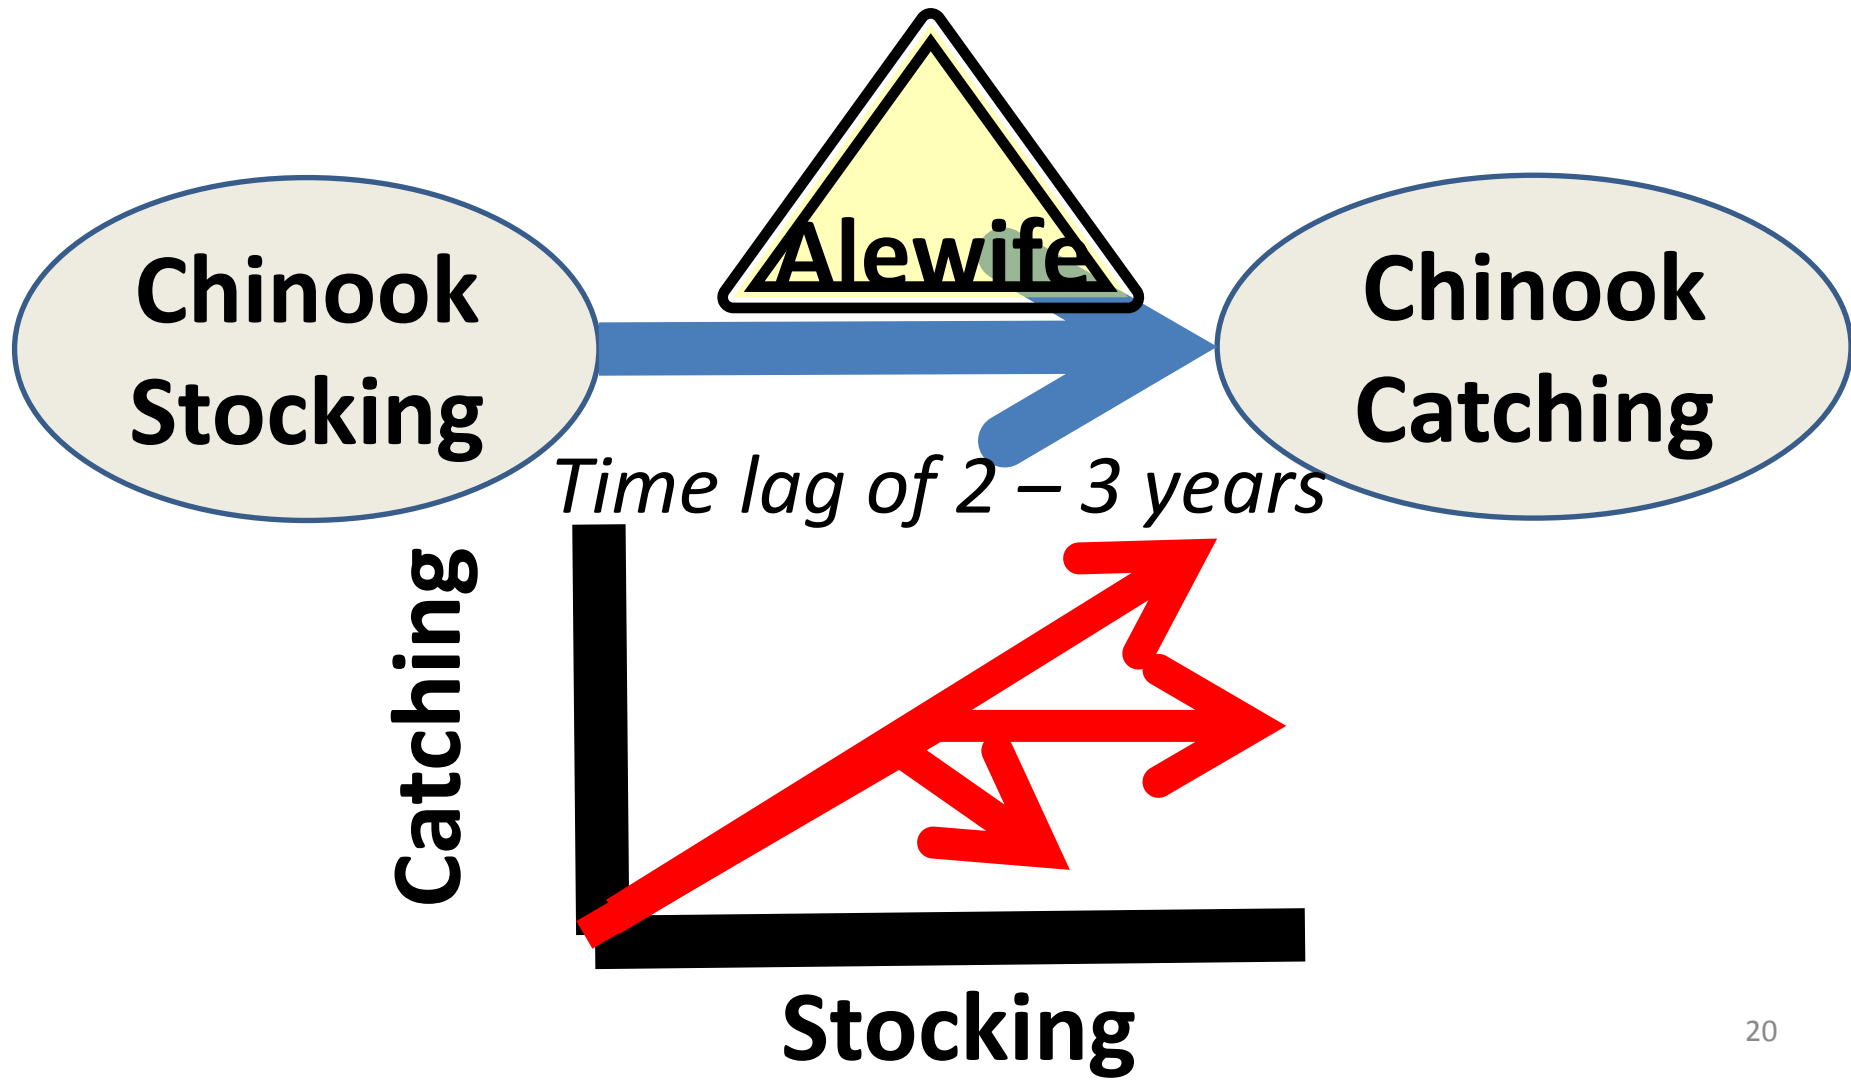 Alewife
Chinook
Stocking
Chinook
Catching
Time lag of 2 – 3 years
Catching
Stocking
20